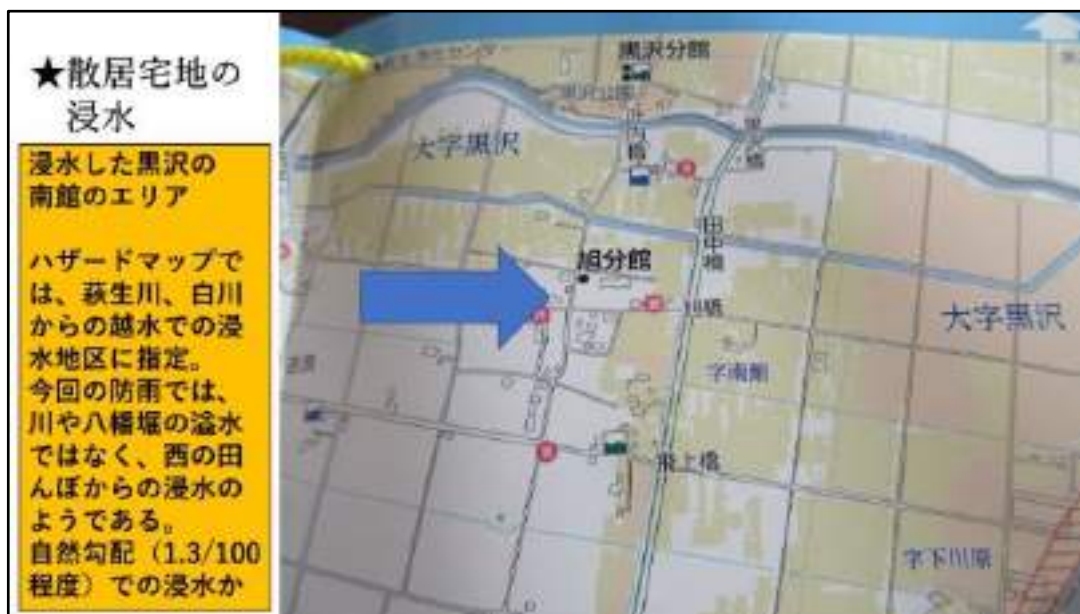 ★散居宅地の
浸水
浸水した黒沢の
南館のエリア
ハザードマップで
は、萩生川、白川
からの越水での浸
水地区に指定。
今回の防雨では、
川や八幡堀の溢水
ではなく、西の田
んぼからの浸水の
ようである。
自然勾配（1.3/100
程度）での浸水か
黒沢分館
大字黒沢
田中橋
旭分館
大字黒沢
字南館
飛上橋
字下川原